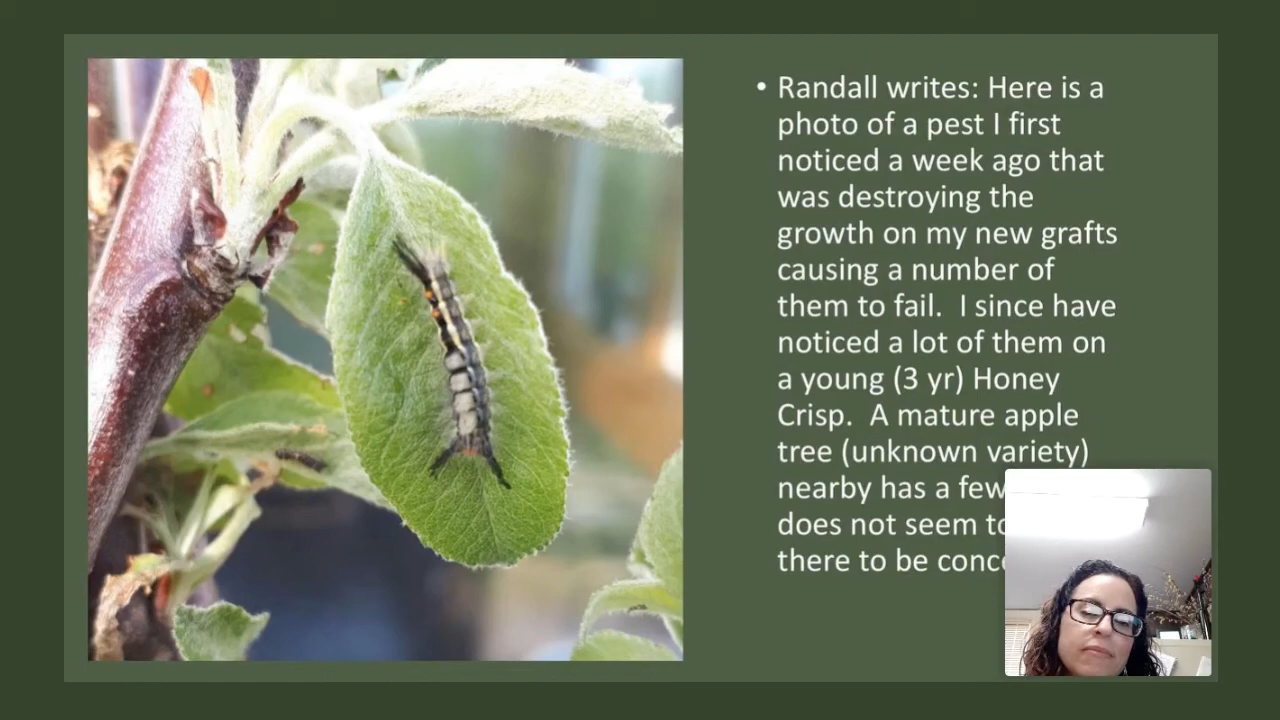 • Randall writes: Here is a
photo of a pest I first
noticed a week ago that
was destroying the
growth on my new grafts
causing a number of
them to fail.  I since have
noticed a lot of them on
a young (3 yr) Honey
Crisp.  A mature apple
tree (unknown variety)
nearby has a few
does not seem
there to be